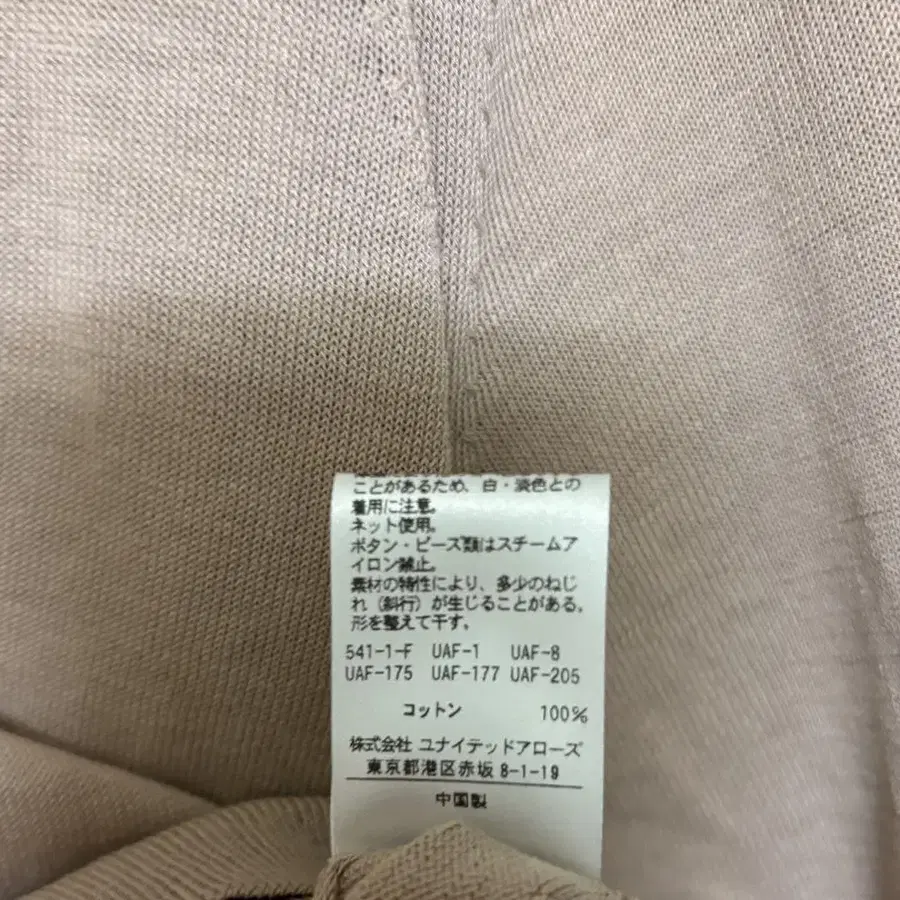 ことがあるため、白・淡色との
着用に注意。
ネット使用。
ボタン・ビーズ類はスチームア
イロン禁止。
素材の特性により、多少のねじ
れ（斜行）が生じることがある。
形を整えて干す。
541-1-F UAF-1 UAF-8
UAF-175 UAF-177 UAF-205
コットン 100%
株式会社 ユナイテッドアローズ
東京都港区赤坂 8-1-19
中国製